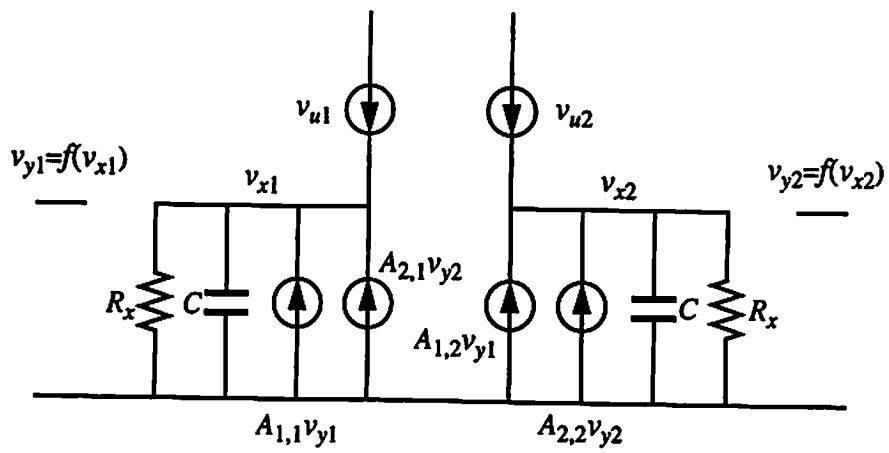 v_{u1}
v_{u2}
v_{y1}=f(v_{x1})
v_{x1}
v_{x2}
v_{y2}=f(v_{x2})
A_{2,1}v_{y2}
R_x
C
A_{1,2}v_{y1}
C
R_x
A_{1,1}v_{y1}
A_{2,2}v_{y2}